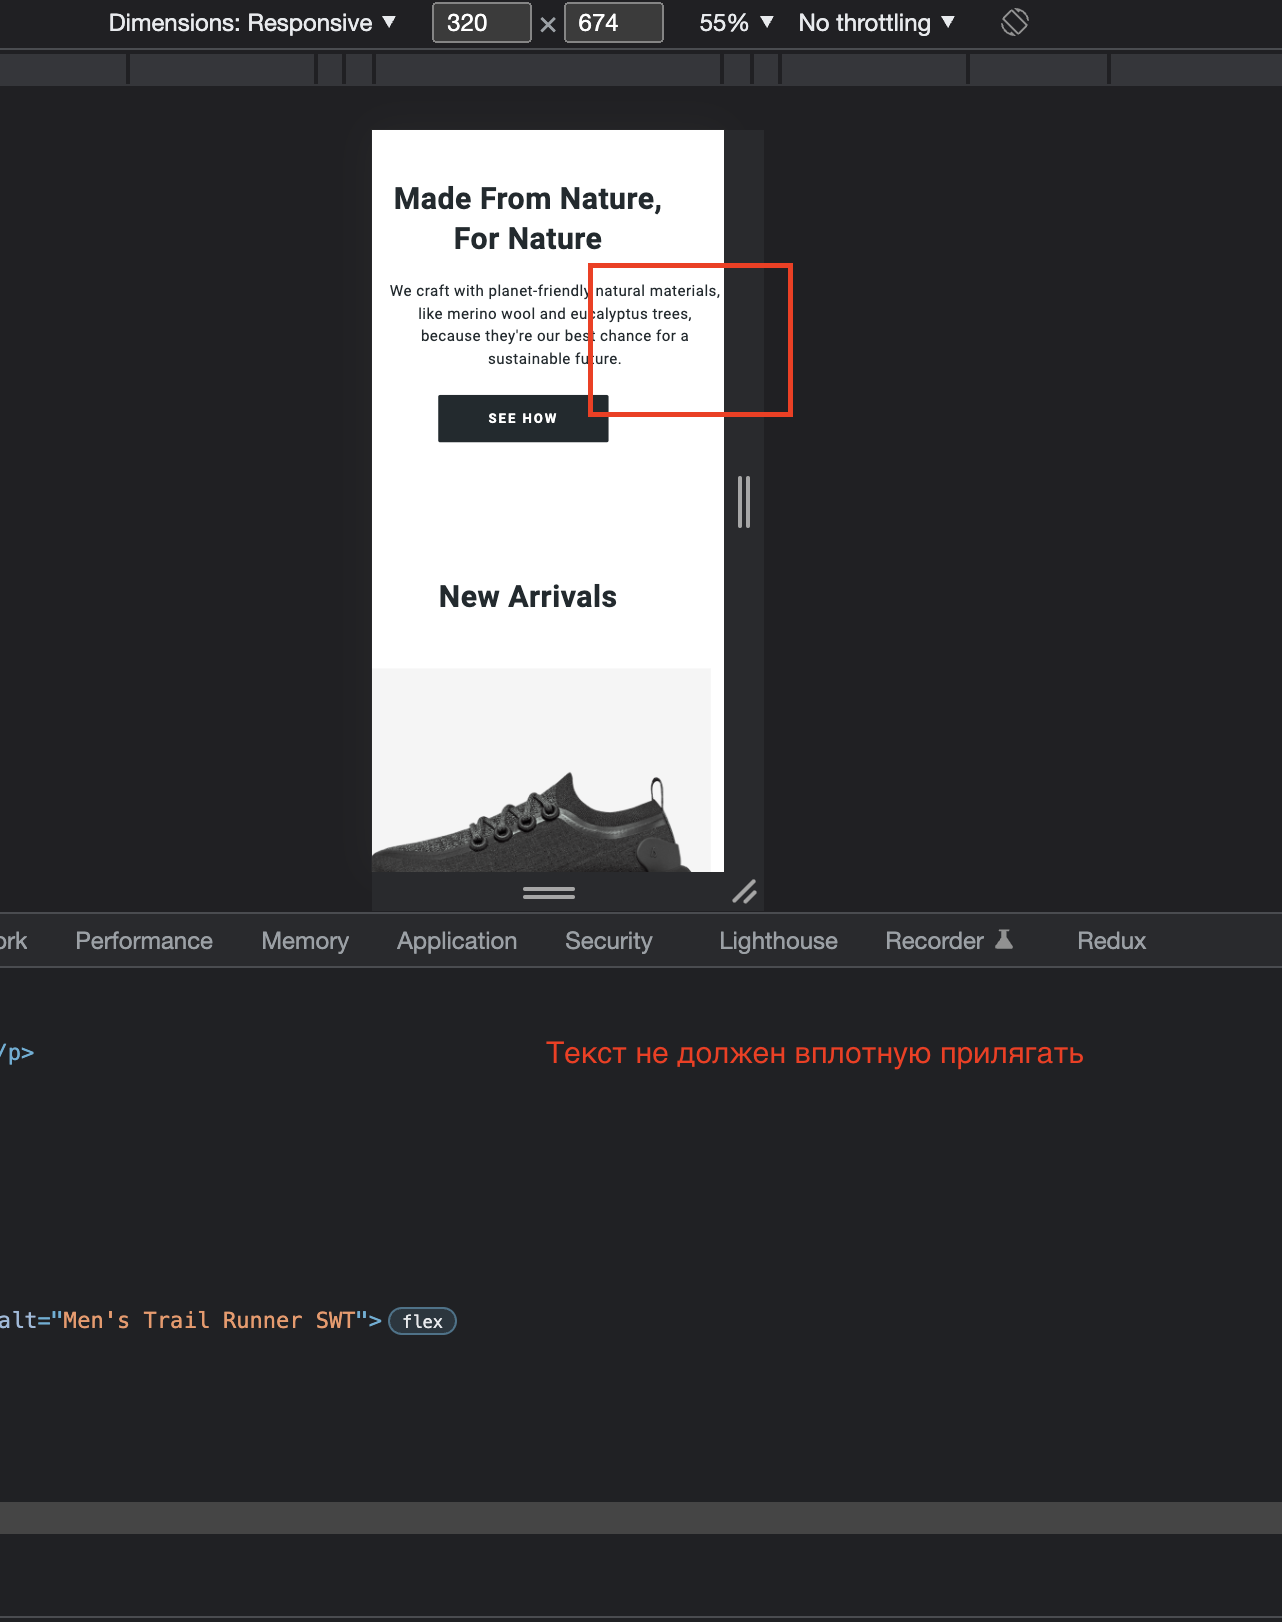 Dimensions: Responsive ▼ 320 × 674 55% ▼ No throttling ▼
Made From Nature,
For Nature
We craft with planet-friendly natural materials,
like merino wool and eucalyptus trees,
because they're our best chance for a
sustainable future.
SEE HOW
New Arrivals
ork Performance Memory Application Security Lighthouse Recorder Redux
/p>
Текст не должен вплотную прилягать
alt="Men's Trail Runner SWT"> flex